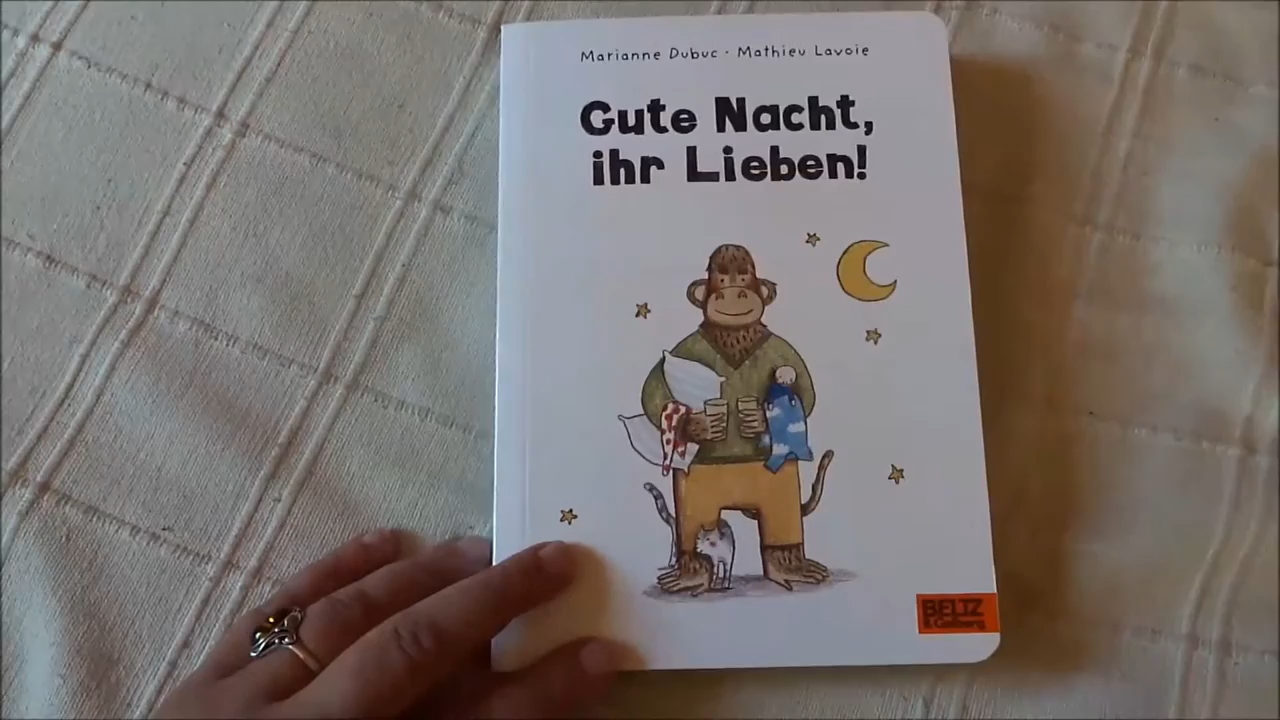 Marianne Dubuc · Mathieu Lavoie
Gute Nacht,
ihr Lieben!
BELTZ
& Gelberg